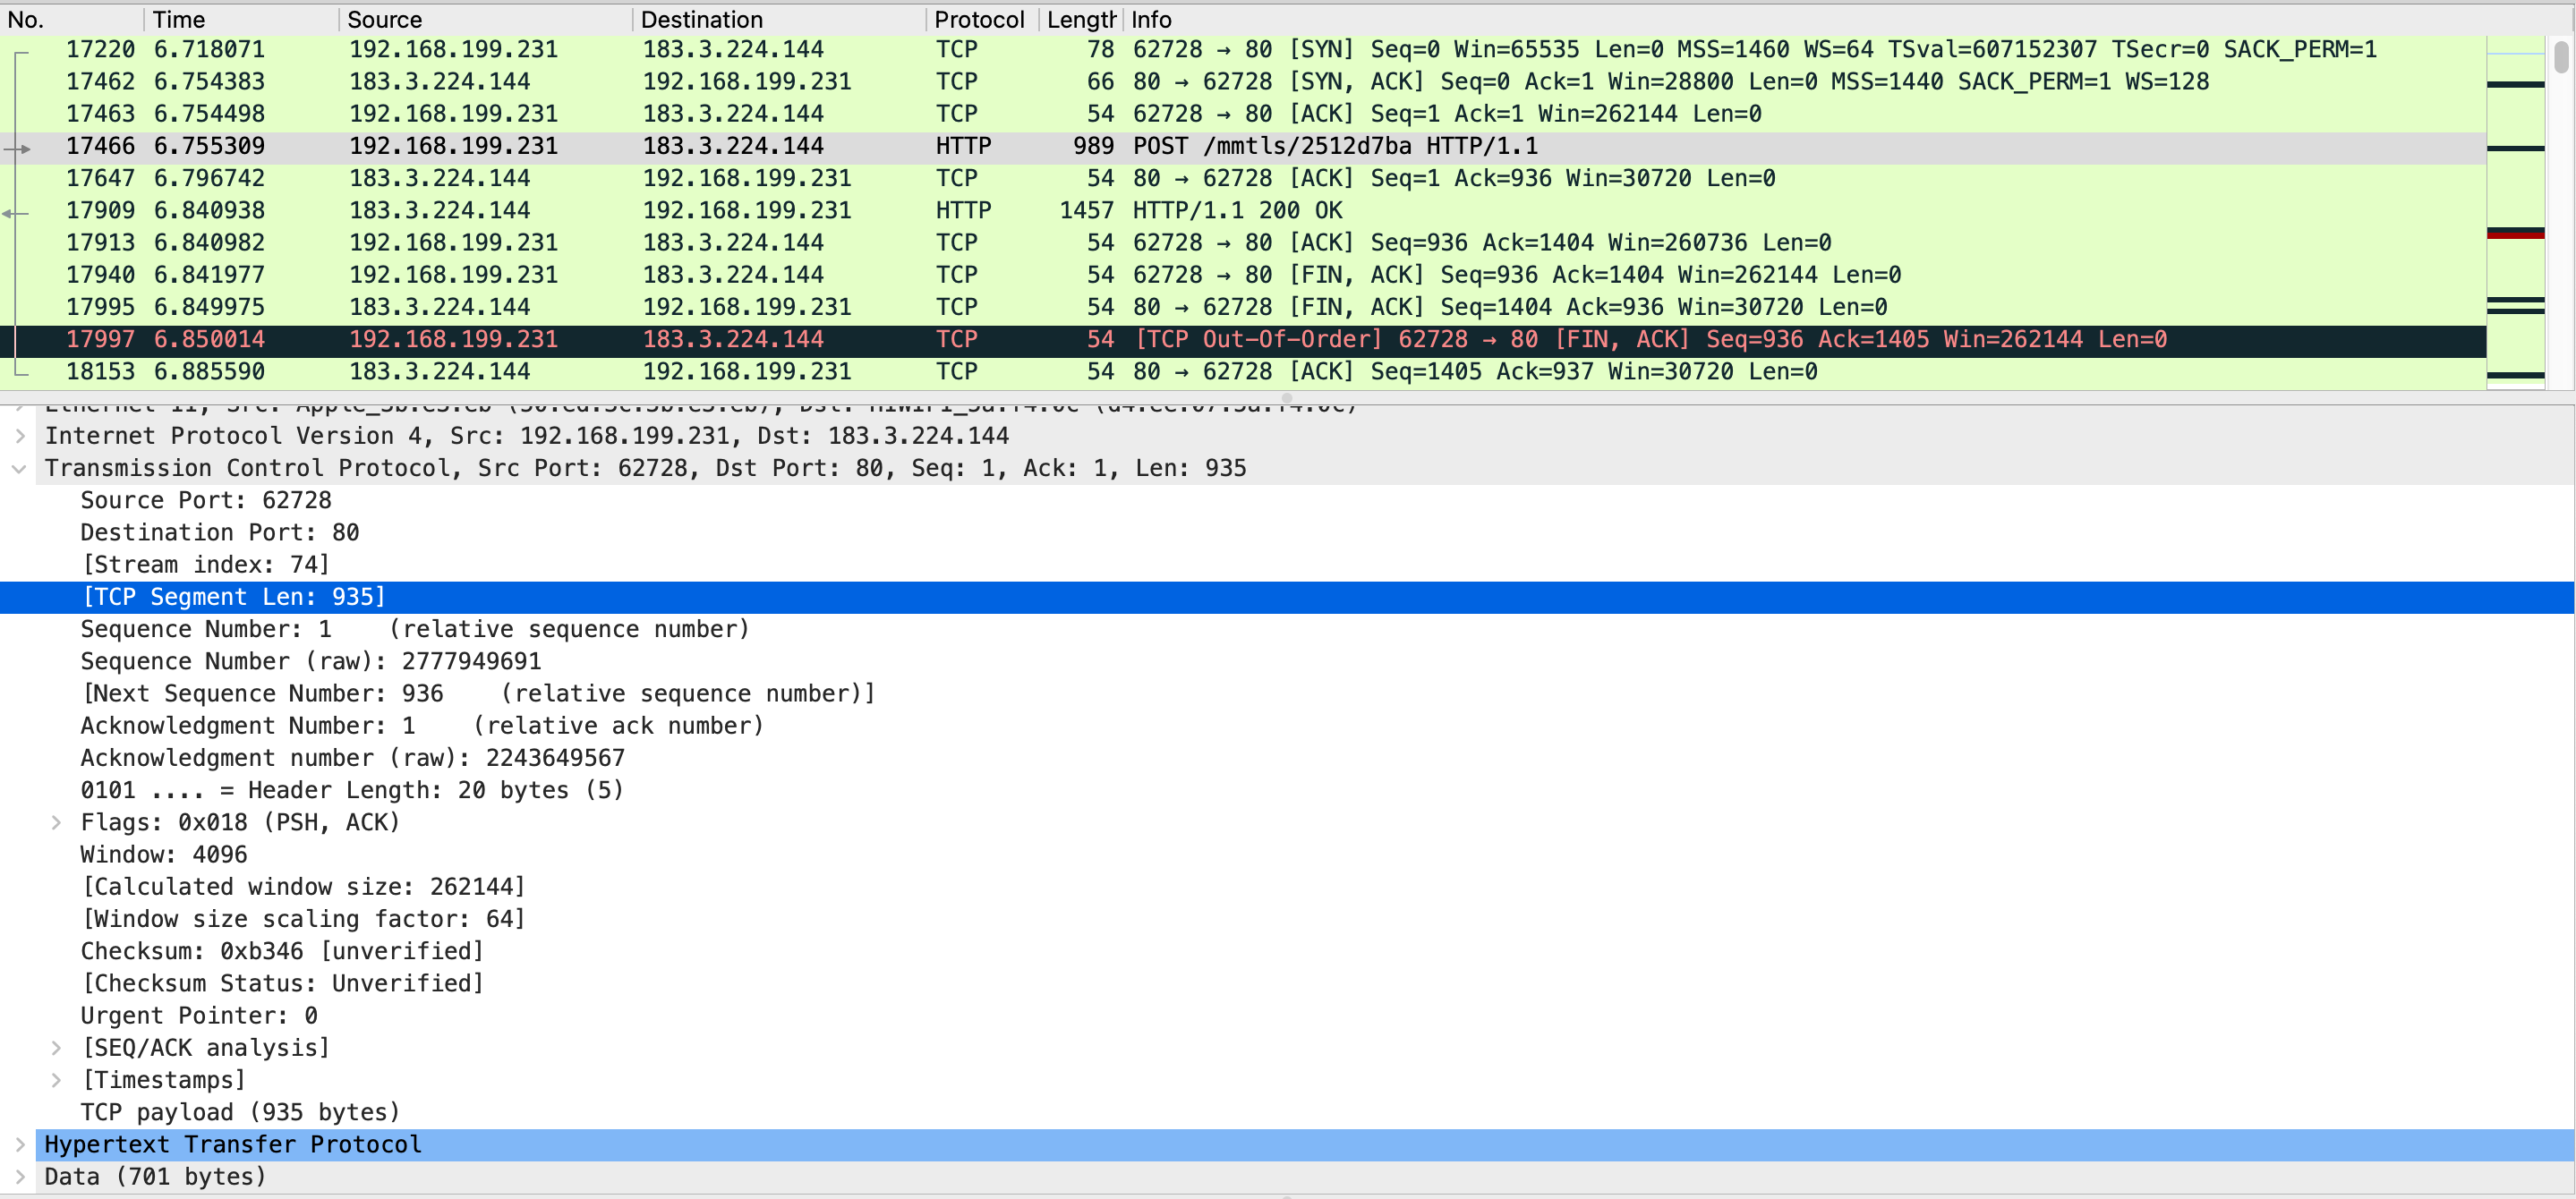 No. Time Source Destination Protocol Length Info
17220 6.718071 192.168.199.231 183.3.224.144 TCP 78 62728 → 80 [SYN] Seq=0 Win=65535 Len=0 MSS=1460 WS=64 TSval=607152307 TSecr=0 SACK_PERM=1
17462 6.754383 183.3.224.144 192.168.199.231 TCP 66 80 → 62728 [SYN, ACK] Seq=0 Ack=1 Win=28800 Len=0 MSS=1440 SACK_PERM=1 WS=128
17463 6.754498 192.168.199.231 183.3.224.144 TCP 54 62728 → 80 [ACK] Seq=1 Ack=1 Win=262144 Len=0
17466 6.755309 192.168.199.231 183.3.224.144 HTTP 989 POST /mmtls/2512d7ba HTTP/1.1
17647 6.796742 183.3.224.144 192.168.199.231 TCP 54 80 → 62728 [ACK] Seq=1 Ack=936 Win=30720 Len=0
17909 6.840938 183.3.224.144 192.168.199.231 HTTP 1457 HTTP/1.1 200 OK
17913 6.840982 192.168.199.231 183.3.224.144 TCP 54 62728 → 80 [ACK] Seq=936 Ack=1404 Win=260736 Len=0
17940 6.841977 192.168.199.231 183.3.224.144 TCP 54 62728 → 80 [FIN, ACK] Seq=936 Ack=1404 Win=262144 Len=0
17995 6.849975 183.3.224.144 192.168.199.231 TCP 54 80 → 62728 [FIN, ACK] Seq=1404 Ack=936 Win=30720 Len=0
17997 6.850014 192.168.199.231 183.3.224.144 TCP 54 [TCP Out-Of-Order] 62728 → 80 [FIN, ACK] Seq=936 Ack=1405 Win=262144 Len=0
18153 6.885590 183.3.224.144 192.168.199.231 TCP 54 80 → 62728 [ACK] Seq=1405 Ack=937 Win=30720 Len=0
Ethernet II, Src: Dst:
Internet Protocol Version 4, Src: 192.168.199.231, Dst: 183.3.224.144
Transmission Control Protocol, Src Port: 62728, Dst Port: 80, Seq: 1, Ack: 1, Len: 935
Source Port: 62728
Destination Port: 80
[Stream index: 74]
[TCP Segment Len: 935]
Sequence Number: 1 (relative sequence number)
Sequence Number (raw): 2777949691
[Next Sequence Number: 936 (relative sequence number)]
Acknowledgment Number: 1 (relative ack number)
Acknowledgment number (raw): 2243649567
0101 .... = Header Length: 20 bytes (5)
Flags: 0x018 (PSH, ACK)
Window: 4096
[Calculated window size: 262144]
[Window size scaling factor: 64]
Checksum: 0xb346 [unverified]
[Checksum Status: Unverified]
Urgent Pointer: 0
[SEQ/ACK analysis]
[Timestamps]
TCP payload (935 bytes)
Hypertext Transfer Protocol
Data (701 bytes)